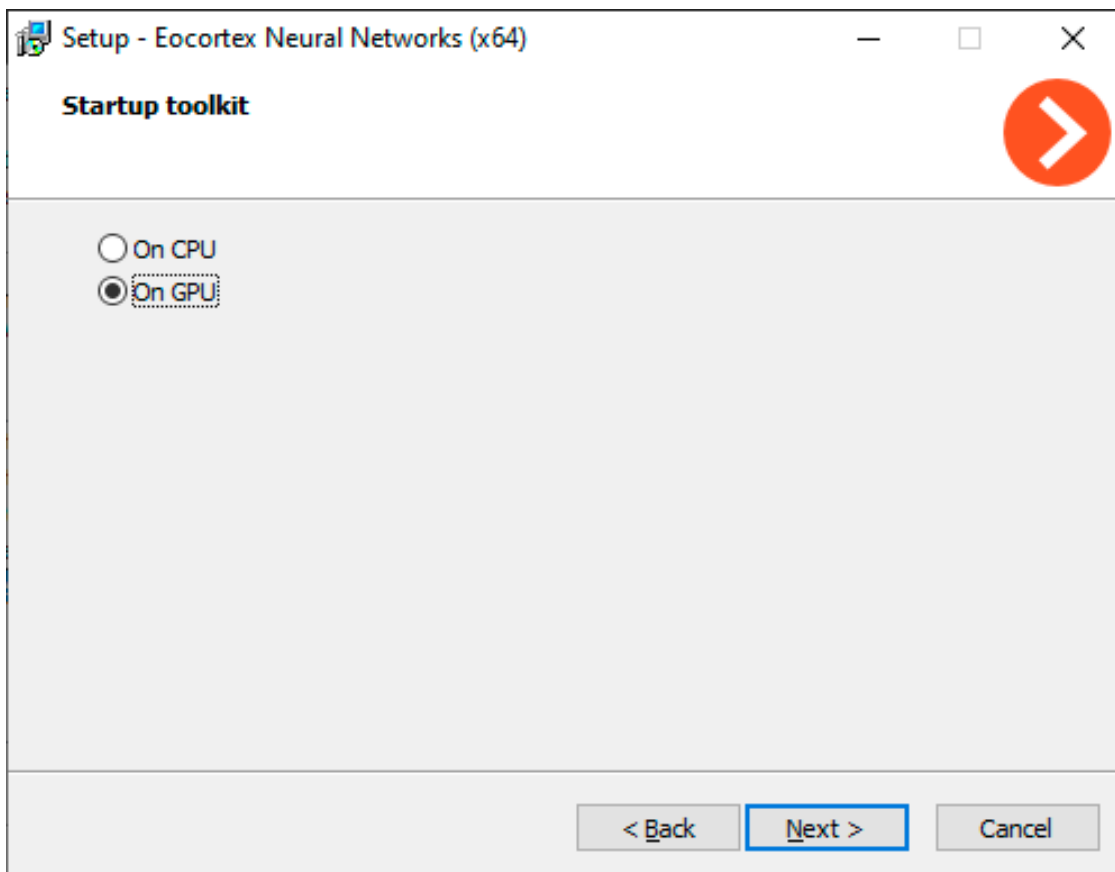 Setup - Eocortex Neural Networks (x64)
Startup toolkit
On CPU
On GPU
< Back
Next >
Cancel